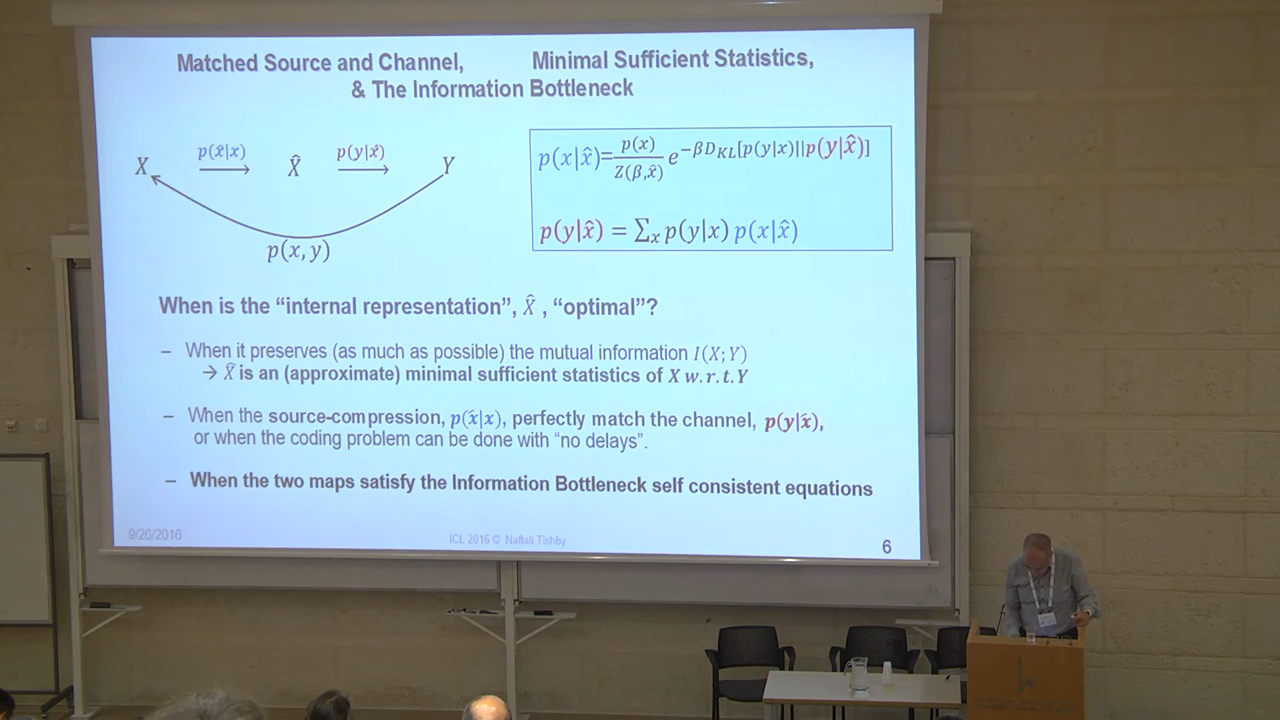 Matched Source and Channel, Minimal Sufficient Statistics,
& The Information Bottleneck
p(x̂|x) p(y|x̂)
X → X̂ → Y
p(x,y)
p(x|x̂)=p(x)/Z(β,x̂) e^−βD_KL[p(y|x)||p(y|x̂)]
p(y|x̂) = ∑ₓ p(y|x) p(x|x̂)
When is the “internal representation”, X̂ , “optimal”?
– When it preserves (as much as possible) the mutual information I(X;Y)
→ X̂ is an (approximate) minimal sufficient statistics of X w.r.t.Y
– When the source-compression, p(x̂|x), perfectly match the channel, p(y|x̂),
or when the coding problem can be done with “no delays”.
– When the two maps satisfy the Information Bottleneck self consistent equations
9/26/2016 ICL 2016 © Naftali Tishby 6